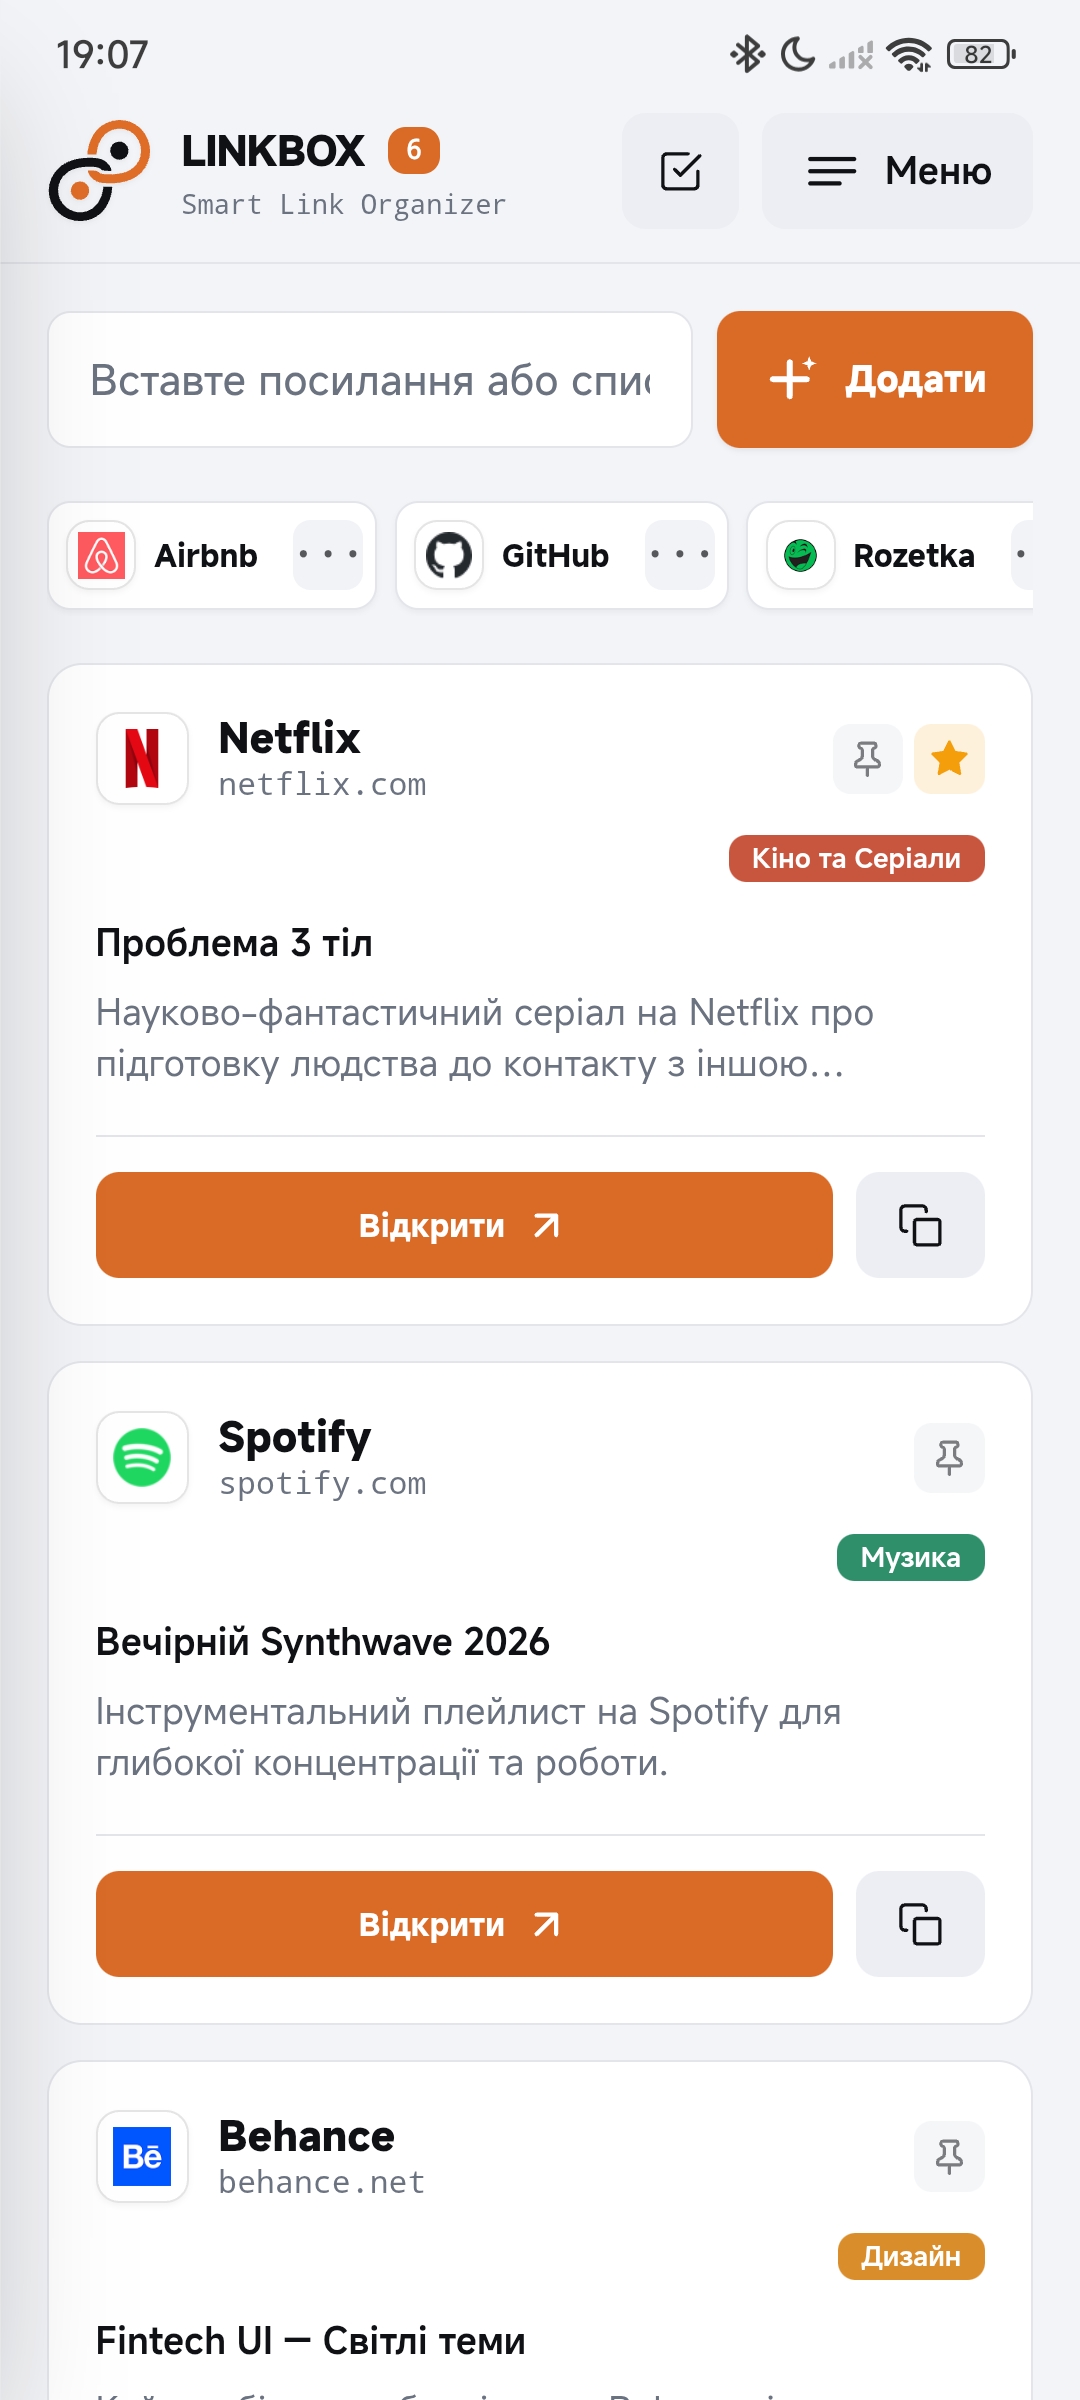 19:07
82
LINKBOX 6
Smart Link Organizer
Меню
Вставте посилання або
Додати
Airbnb
GitHub
Rozetka
Netflix
netflix.com
Кіно та Серіали
Проблема 3 тіл
Науково-фантастичний серіал на Netflix про
підготовку людства до контакту з іншою...
Відкрити
Spotify
spotify.com
Музика
Вечірній Synthwave 2026
Інструментальний плейлист на Spotify для
глибокої концентрації та роботи.
Відкрити
Bē
Behance
behance.net
Дизайн
Fintech UI — Світлі теми